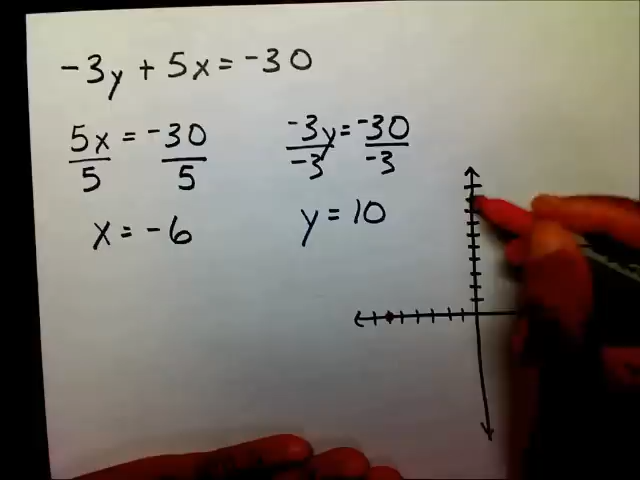 -3y + 5x = -30
5x = -30 -3y = -30
5 5 -3 -3
x = -6 y = 10